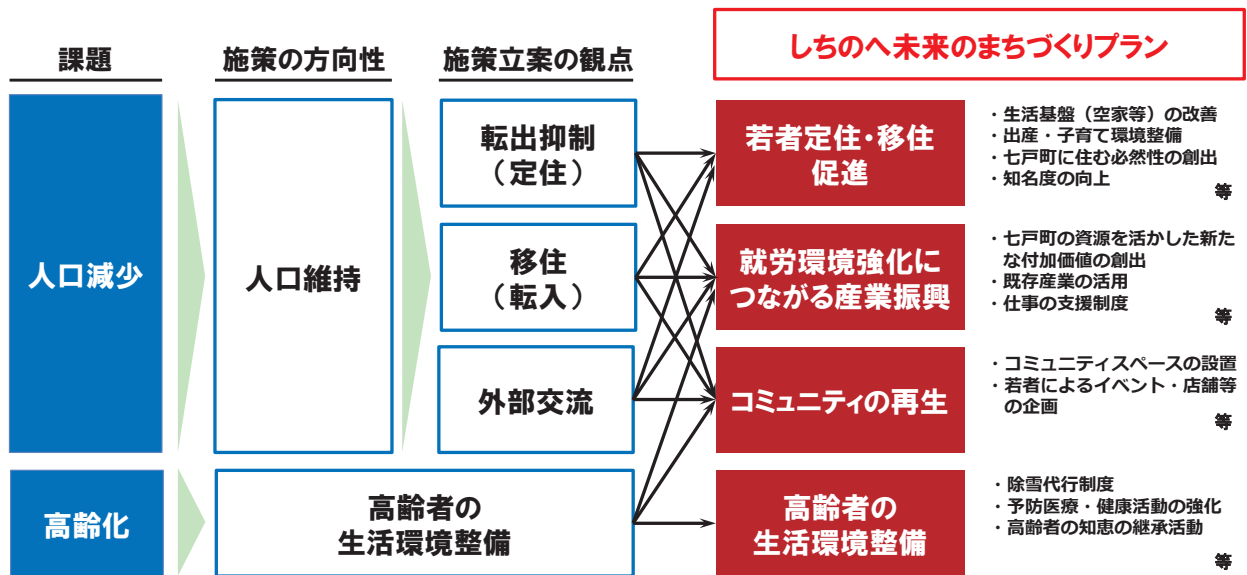 課題
施策の方向性
施策立案の観点
しちのへ未来のまちづくりプラン
人口減少
人口維持
転出抑制
（定住）
移住
（転入）
外部交流
若者定住・移住
促進
・生活基盤（空家等）の改善
・出産・子育て環境整備
・七戸町に住む必然性の創出
・知名度の向上
等
就労環境強化に
つながる産業振興
・七戸町の資源を活かした新た
な付加価値の創出
・既存産業の活用
・仕事の支援制度
等
コミュニティの再生
・コミュニティスペースの設置
・若者によるイベント・店舗等
の企画
等
高齢化
高齢者の
生活環境整備
高齢者の
生活環境整備
・除雪代行制度
・予防医療・健康活動の強化
・高齢者の知恵の継承活動
等